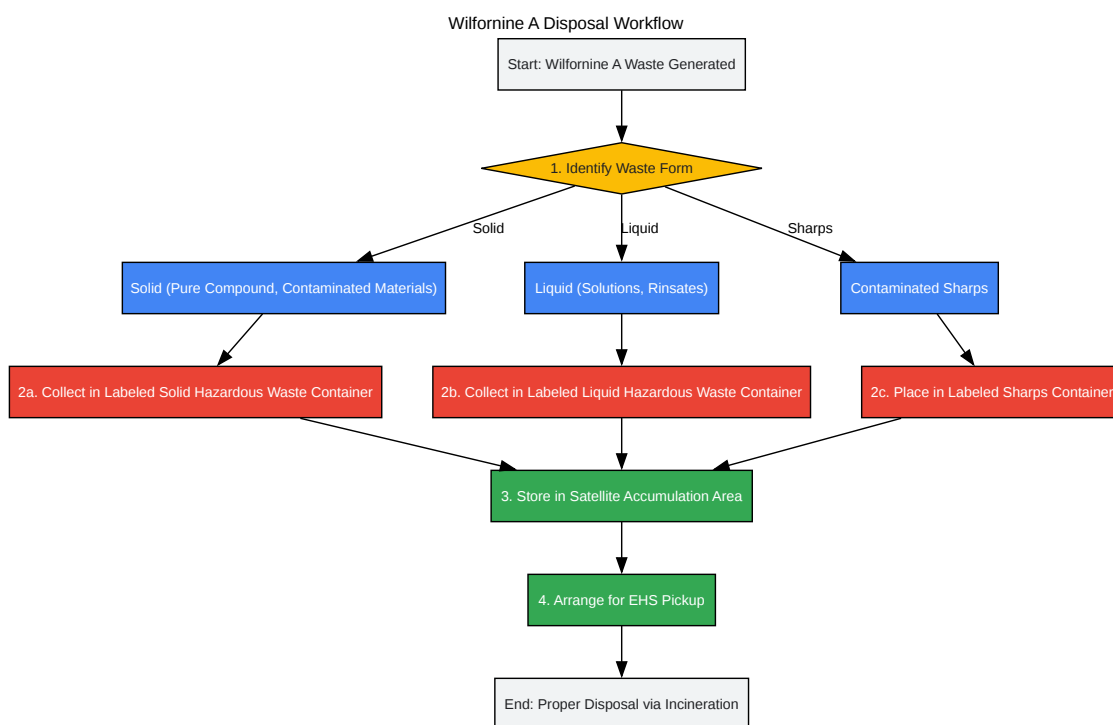 Wilfornine A Disposal Workflow
Start: Wilfornine A Waste Generated
1. Identify Waste Form
Solid
Liquid
Sharps
Solid (Pure Compound, Contaminated Materials)
Liquid (Solutions, Rinsates)
Contaminated Sharps
2a. Collect in Labeled Solid Hazardous Waste Container
2b. Collect in Labeled Liquid Hazardous Waste Container
2c. Place in Labeled Sharps Container
3. Store in Satellite Accumulation Area
4. Arrange for EHS Pickup
End: Proper Disposal via Incineration